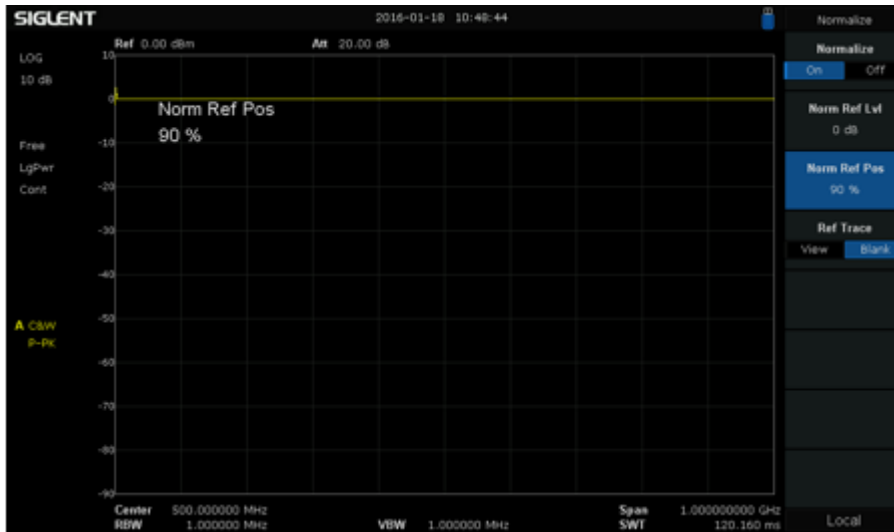 SIGLENT
2016-01-18 10:48:44
Normalize
Ref 0.00 dBm
Att 20.00 dB
LOG
10 dB
Free
LgPwr
Cont
A C&W
P-PK
10
0
-10
-20
-30
-40
-50
-60
-70
-80
-90
Norm Ref Pos
90 %
Normalize
On Off
Norm Ref Lvl
0 dB
Norm Ref Pos
90 %
Ref Trace
View Blank
Center 500.000000 MHz
Span 1.000000000 GHz
RBW 1.000000 MHz
VBW 1.000000 MHz
SWT 120.160 ms
Local